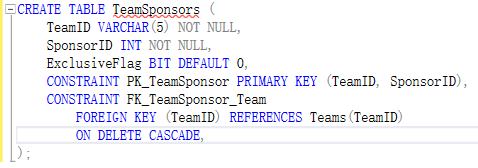 CREATE TABLE TeamSponsors (
    TeamID VARCHAR(5) NOT NULL,
    SponsorID INT NOT NULL,
    ExclusiveFlag BIT DEFAULT 0,
    CONSTRAINT PK_TeamSponsor PRIMARY KEY (TeamID, SponsorID),
    CONSTRAINT FK_TeamSponsor_Team
        FOREIGN KEY (TeamID) REFERENCES Teams(TeamID)
        ON DELETE CASCADE,
);